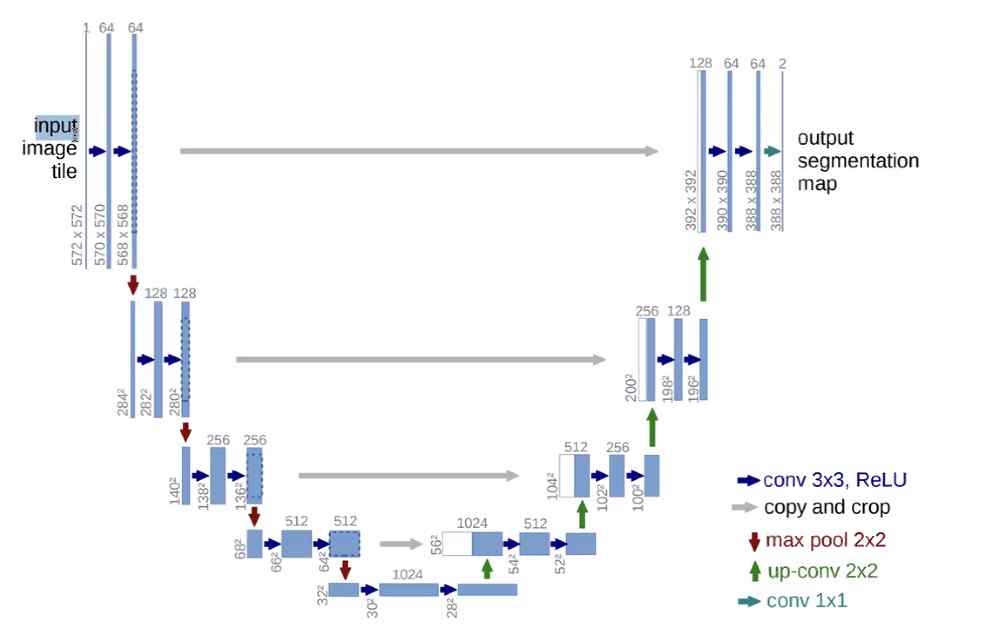 1 64 64
128 64 64 2
input
image
tile
output
segmentation
map
572 x 572
570 x 570
568 x 568
392 x 392
390 x 390
388 x 388
388 x 388
128 128
256 128
284²
282²
280²
200²
198²
196²
256 256
512 256
140²
138²
136²
104²
102²
100²
conv 3x3, ReLU
copy and crop
max pool 2x2
up-conv 2x2
conv 1x1
512 512
1024 512
68²
66²
64²
56²
54²
52²
1024
32²
30²
28²